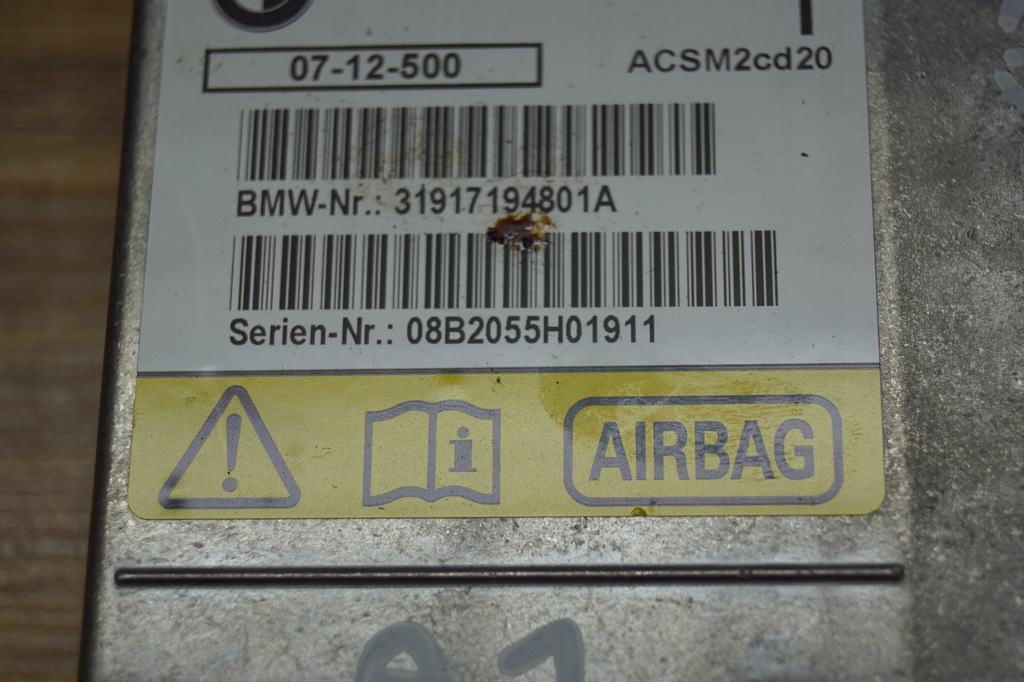 07-12-500
ACSM2cd20
BMW-Nr.: 31917194801A
Serien-Nr.: 08B2055H01911
i
AIRBAG